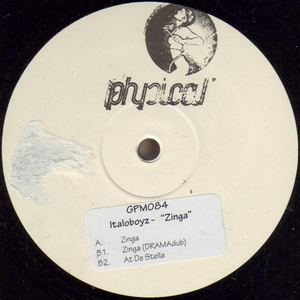 physical
GPM084
Italoboyz - "Zinga"
A. Zinga
B1. Zinga (DRAMAdub)
B2. At De Stella